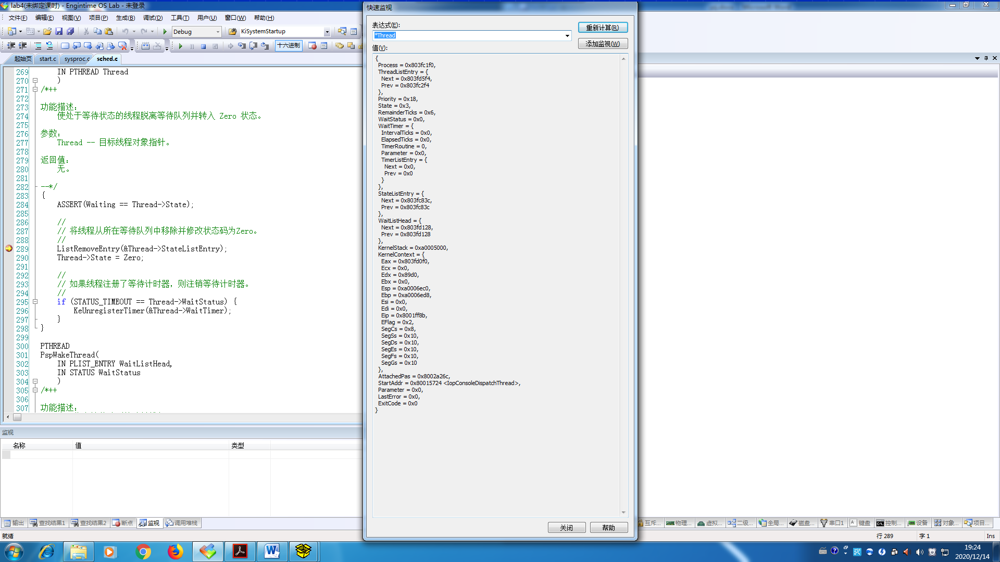 lab4(未绑定课时) - Engintime OS Lab - 未登录
文件(F) 编辑(E) 视图(V) 项目(P) 生成(B) 调试(D) 工具(T) 用户(U) 窗口(W) 帮助(H)
Debug KiSystemStartup
十六进制
起始页 start.c sysproc.c sched.c
269 IN PTHREAD Thread
270 )
271 /*++
272
273 功能描述:
274 使处于等待状态的线程脱离等待队列并转入 Zero 状态。
275
276 参数:
277 Thread -- 目标线程对象指针。
278
279 返回值:
280 无。
281
282 --*/
283 {
284 ASSERT(Waiting == Thread->State);
285
286 //
287 // 将线程从所在等待队列中移除并修改状态码为Zero。
288 //
289 ListRemoveEntry(&Thread->StateListEntry);
290 Thread->State = Zero;
291
292 //
293 // 如果线程注册了等待计时器，则注销等待计时器。
294 //
295 if (STATUS_TIMEOUT == Thread->WaitStatus) {
296 KeUnregisterTimer(&Thread->WaitTimer);
297 }
298 }
299
300 PTHREAD
301 PspWakeThread(
302 IN PLIST_ENTRY WaitListHead,
303 IN STATUS WaitStatus
304 )
305 /*++
306
307 功能描述:
监视
名称 值 类型
输出 查找结果1 查找结果2 断点 监视 调用堆栈
就绪
快速监视
表达式(E):
*Thread
重新计算(R)
添加监视(W)
值(V):
{
Process = 0x803fc1f0,
ThreadListEntry = {
Next = 0x803fd5f4,
Prev = 0x803fc2f4
},
Priority = 0x18,
State = 0x3,
RemainderTicks = 0x6,
WaitStatus = 0x0,
WaitTimer = {
IntervalTicks = 0x0,
ElapsedTicks = 0x0,
TimerRoutine = 0,
Parameter = 0x0,
TimerListEntry = {
Next = 0x0,
Prev = 0x0
}
},
StateListEntry = {
Next = 0x803fc83c,
Prev = 0x803fc83c
},
WaitListHead = {
Next = 0x803fd128,
Prev = 0x803fd128
},
KernelStack = 0xa0005000,
KernelContext = {
Eax = 0x803fd0f0,
Ecx = 0x0,
Edx = 0x89d0,
Ebx = 0x0,
Esp = 0xa0006ec0,
Ebp = 0xa0006ed8,
Esi = 0x0,
Edi = 0x0,
Eip = 0x8001ff8b,
EFlag = 0x2,
SegCs = 0x8,
SegSs = 0x10,
SegDs = 0x10,
SegEs = 0x10,
SegFs = 0x10,
SegGs = 0x10
},
AttachedPas = 0x8002a26c,
StartAddr = 0x80015724 <IopConsoleDispatchThread>,
Parameter = 0x0,
LastError = 0x0,
ExitCode = 0x0
}
关闭 帮助
互斥... 物理... 虚拟... 二级... 全局... 磁盘... 串口1 键盘 控制... 设备 对象... 项目...
行 289 字 1 Ins
19:24
2020/12/14